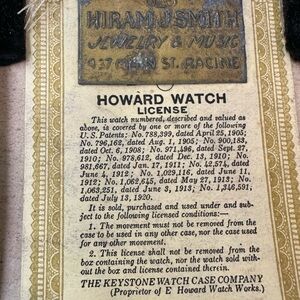 HIRAM J. SMITH
JEWELRY & MUSIC
MAIN ST. RACINE
HOWARD WATCH
LICENSE
This watch numbered, described and valued as
above, is covered by one or more of the following
U.S. Patents: No. 788,399, dated April 25, 1905;
No. 796,162, dated Aug. 1, 1905; No. 900,183,
dated Oct. 6, 1908; No. 971,596, dated Sept. 27,
1910; No. 978,612, dated Dec. 13, 1910; No.
981,667, dated Jan. 17, 1911; No. 42,574, dated
June 4, 1912; No. 1,029,116, dated June 11,
1912; No. 1,062,645, dated May 27, 1913; No.
1,063,261, dated June 3, 1913; No. 1,346,591,
dated July 13, 1920.
It is sold, purchased and used under and sub-
ject to the following licensed conditions:—
1. The movement must not be removed from the
case to be used in any other case, nor the case used
for any other movement.
2. This license shall not be removed from the
box containing the watch, nor the watch sold with-
out the box and license contained therein.
THE KEYSTONE WATCH CASE COMPANY
(Proprietor of E Howard Watch Works.)